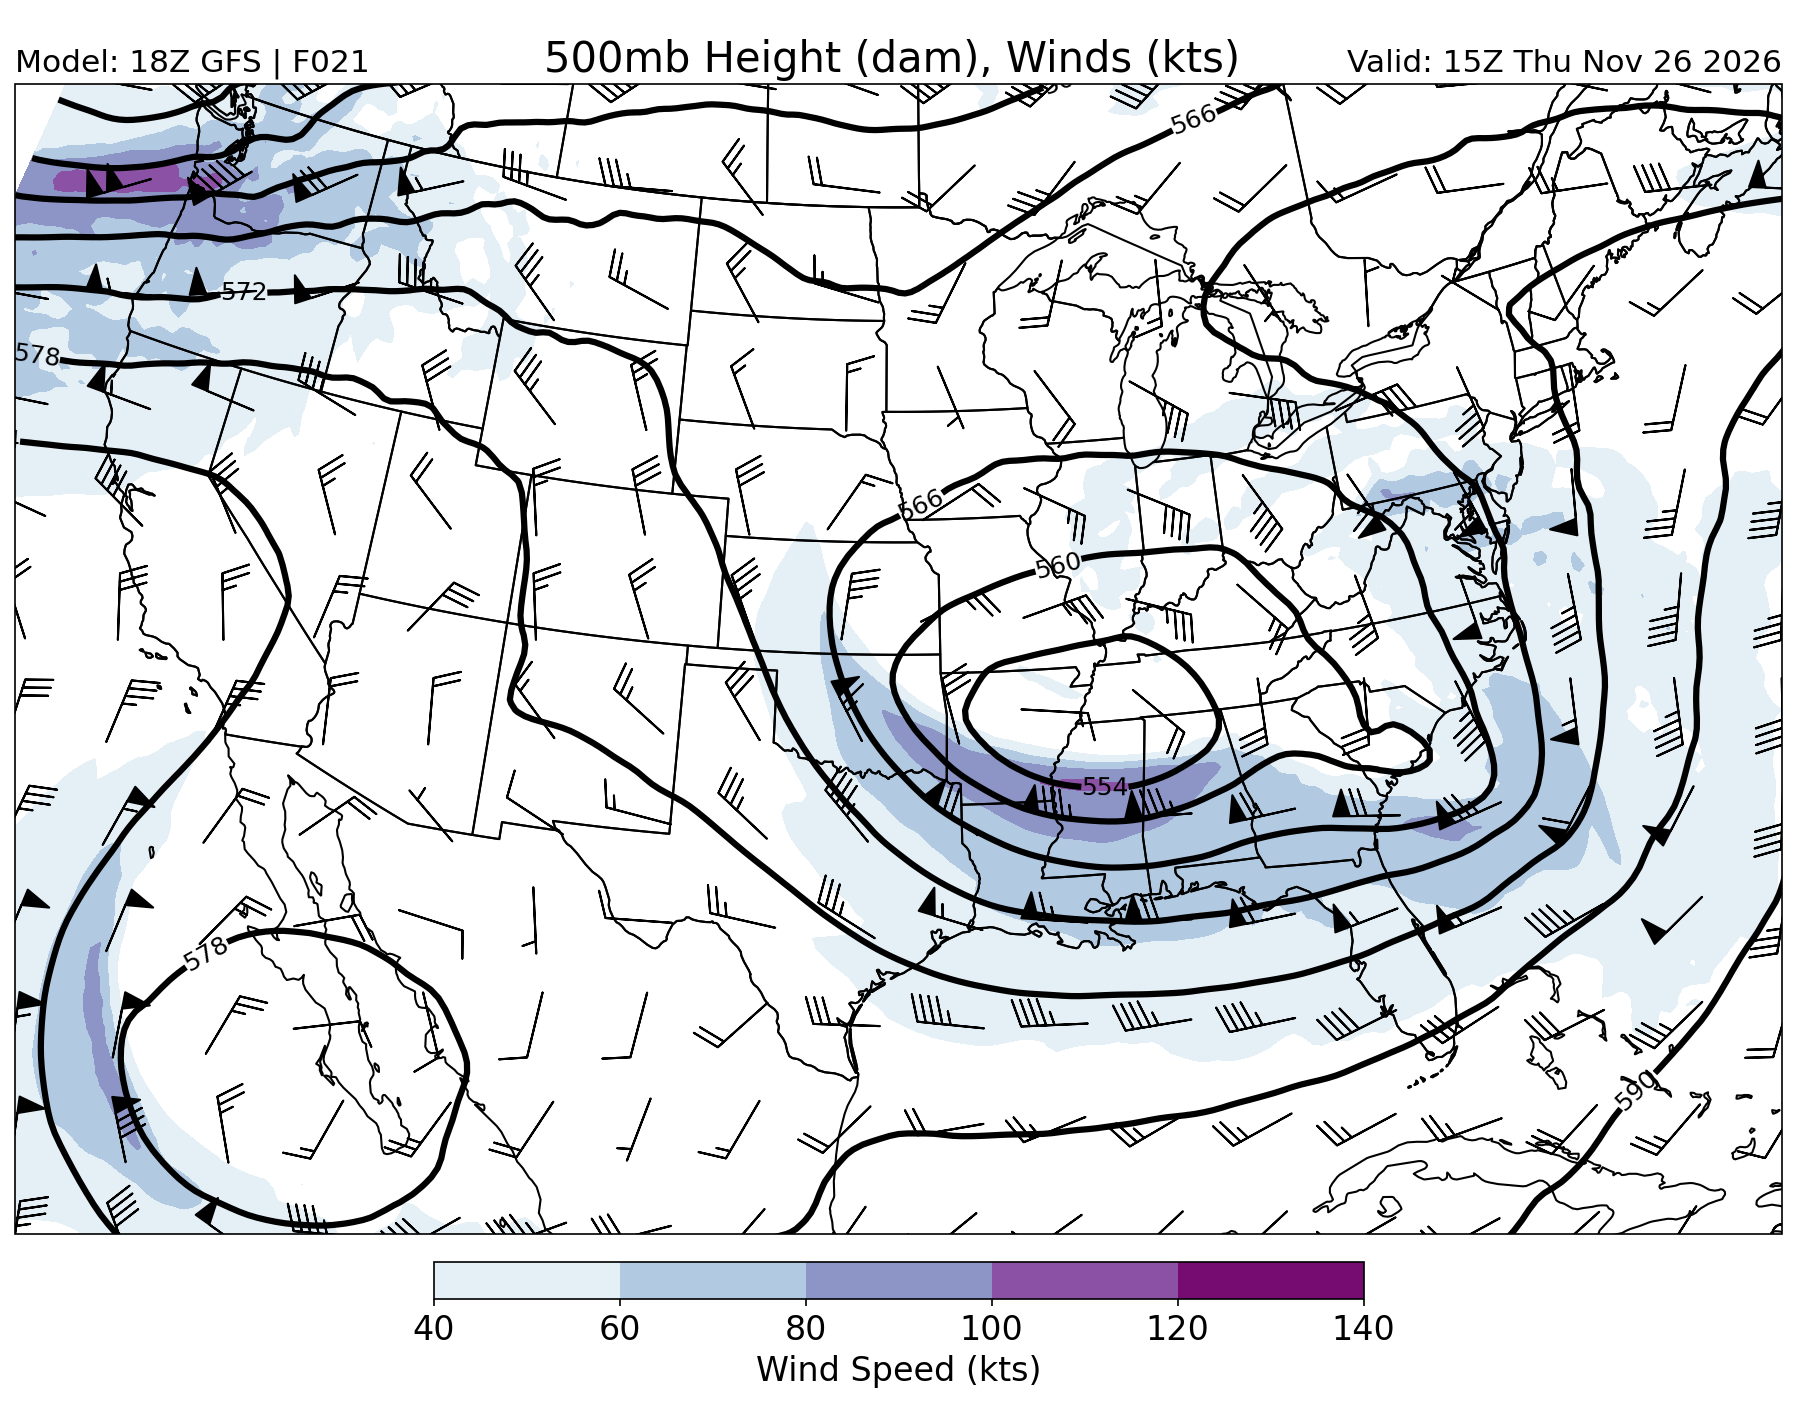 Model: 18Z GFS | F021
500mb Height (dam), Winds (kts)
Valid: 15Z Thu Nov 26 2026
566
572
578
566
560
554
578
590
40 60 80 100 120 140
Wind Speed (kts)